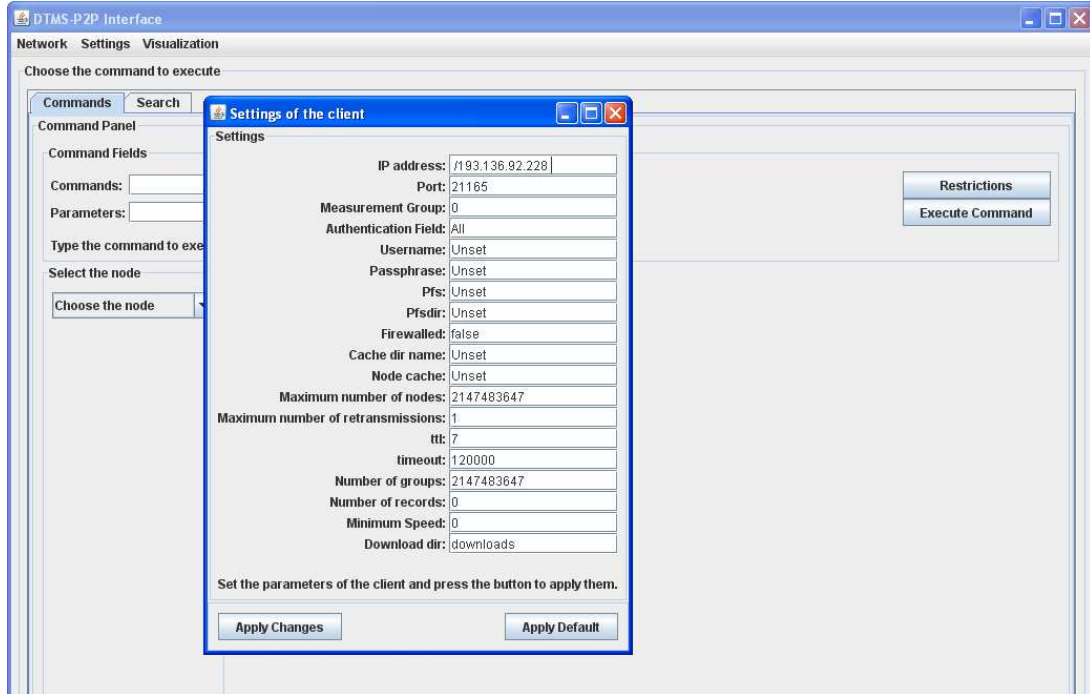 DTMS-P2P Interface
Network Settings Visualization
Choose the command to execute
Commands Search
Command Panel
Command Fields
Commands:
Parameters:
Type the command to exe
Select the node
Choose the node
Restrictions
Execute Command
Settings of the client
Settings
IP address: /193.136.92.228
Port: 21165
Measurement Group: 0
Authentication Field: All
Username: Unset
Passphrase: Unset
Pfs: Unset
Pfsdir: Unset
Firewalled: false
Cache dir name: Unset
Node cache: Unset
Maximum number of nodes: 2147483647
Maximum number of retransmissions: 1
ttl: 7
timeout: 120000
Number of groups: 2147483647
Number of records: 0
Minimum Speed: 0
Download dir: downloads
Set the parameters of the client and press the button to apply them.
Apply Changes Apply Default